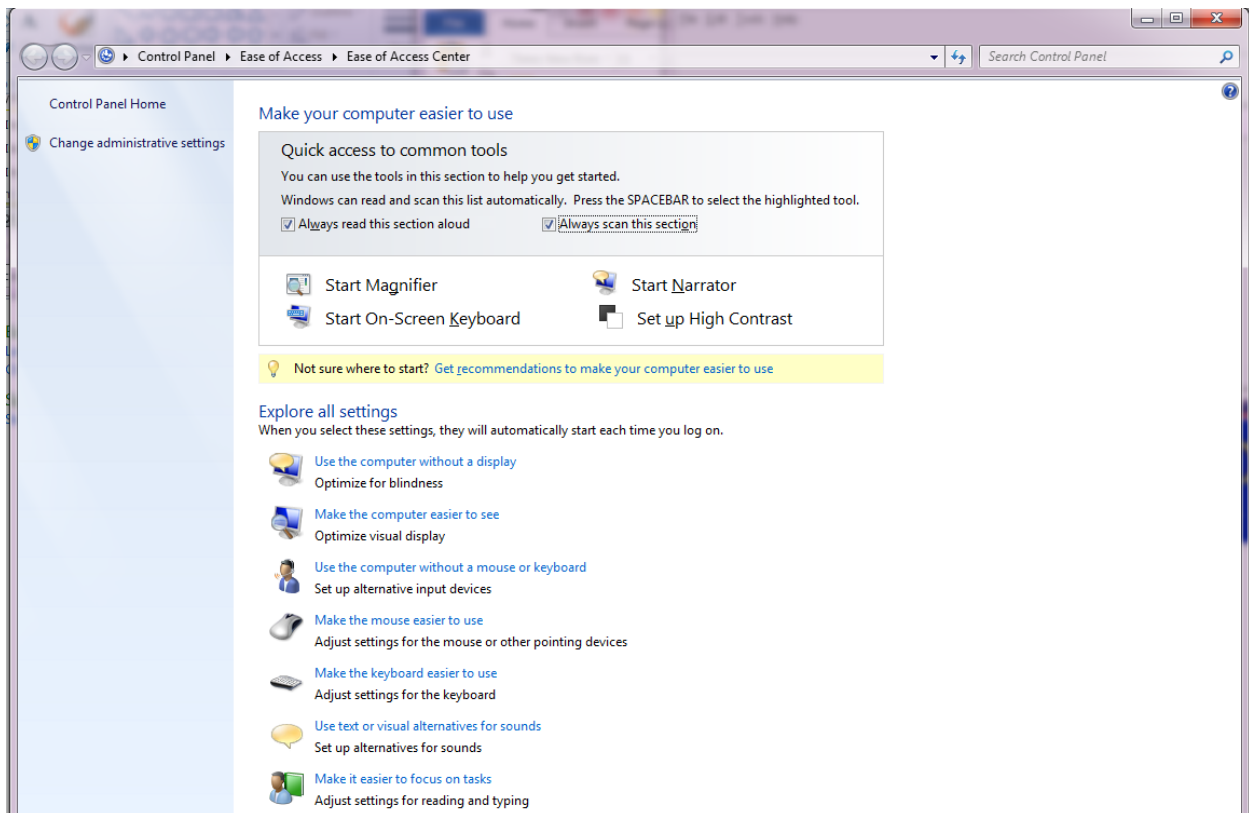 Control Panel ▸ Ease of Access ▸ Ease of Access Center
Search Control Panel
Control Panel Home
Change administrative settings
Make your computer easier to use
Quick access to common tools
You can use the tools in this section to help you get started.
Windows can read and scan this list automatically.  Press the SPACEBAR to select the highlighted tool.
Always read this section aloud
Always scan this section
Start Magnifier
Start Narrator
Start On-Screen Keyboard
Set up High Contrast
Not sure where to start? Get recommendations to make your computer easier to use
Explore all settings
When you select these settings, they will automatically start each time you log on.
Use the computer without a display
Optimize for blindness
Make the computer easier to see
Optimize visual display
Use the computer without a mouse or keyboard
Set up alternative input devices
Make the mouse easier to use
Adjust settings for the mouse or other pointing devices
Make the keyboard easier to use
Adjust settings for the keyboard
Use text or visual alternatives for sounds
Set up alternatives for sounds
Make it easier to focus on tasks
Adjust settings for reading and typing